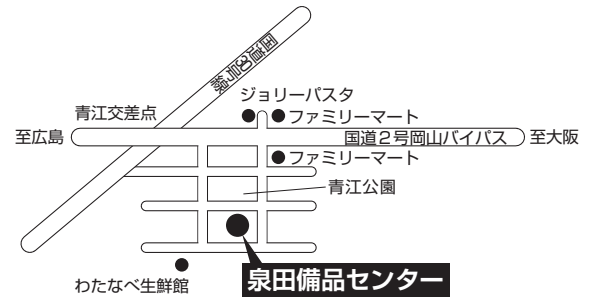 国道30号線
ジョリーパスタ
青江交差点
ファミリーマート
至広島
国道2号岡山バイパス
至大阪
ファミリーマート
青江公園
泉田備品センター
わたなべ生鮮館